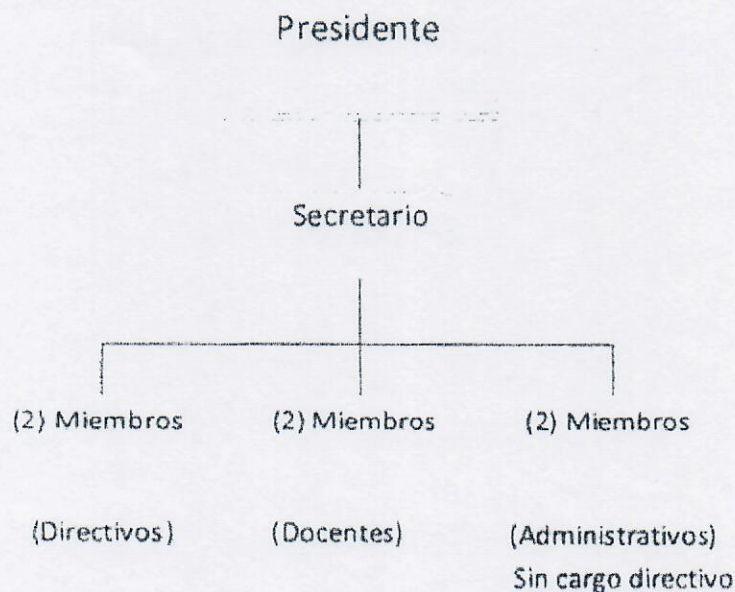 Presidente
Secretario
(2) Miembros
(2) Miembros
(2) Miembros
(Directivos)
(Docentes)
(Administrativos)
Sin cargo directivo